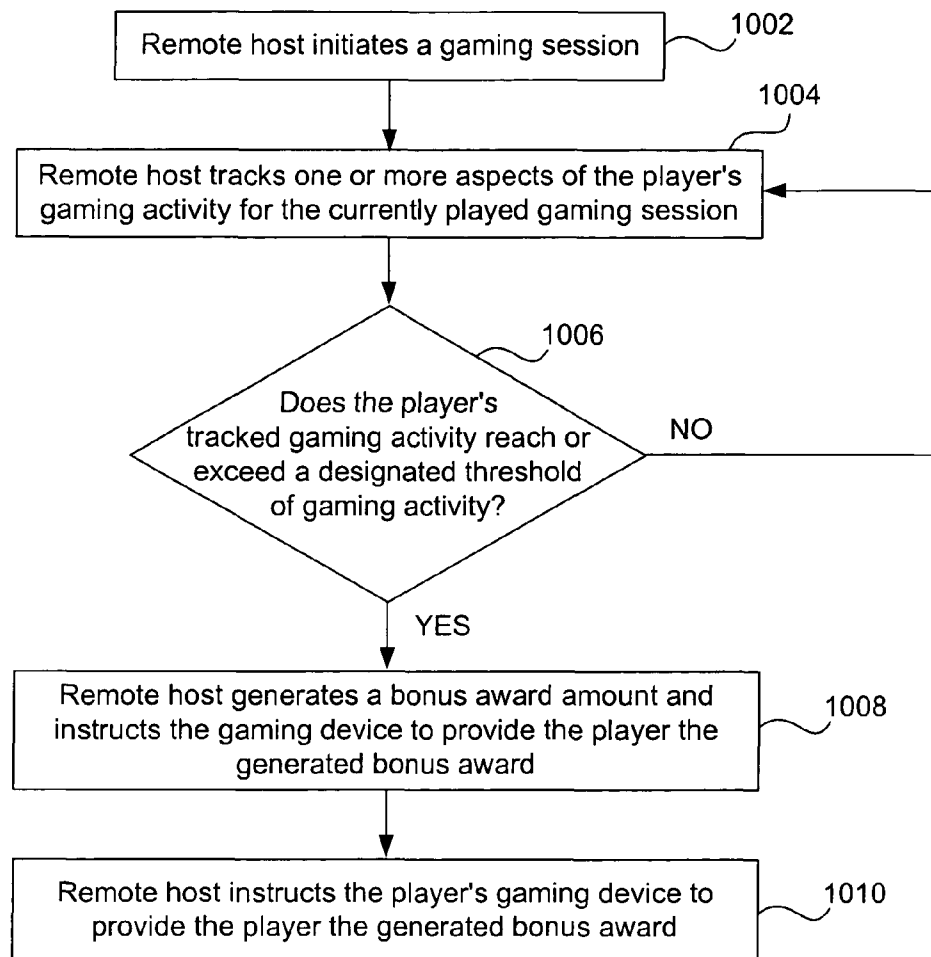 Remote host initiates a gaming session
1002
1004
Remote host tracks one or more aspects of the player's
gaming activity for the currently played gaming session
1006
Does the player's
tracked gaming activity reach or
exceed a designated threshold
of gaming activity?
NO
YES
Remote host generates a bonus award amount and
instructs the gaming device to provide the player the
generated bonus award
1008
Remote host instructs the player's gaming device to
provide the player the generated bonus award
1010